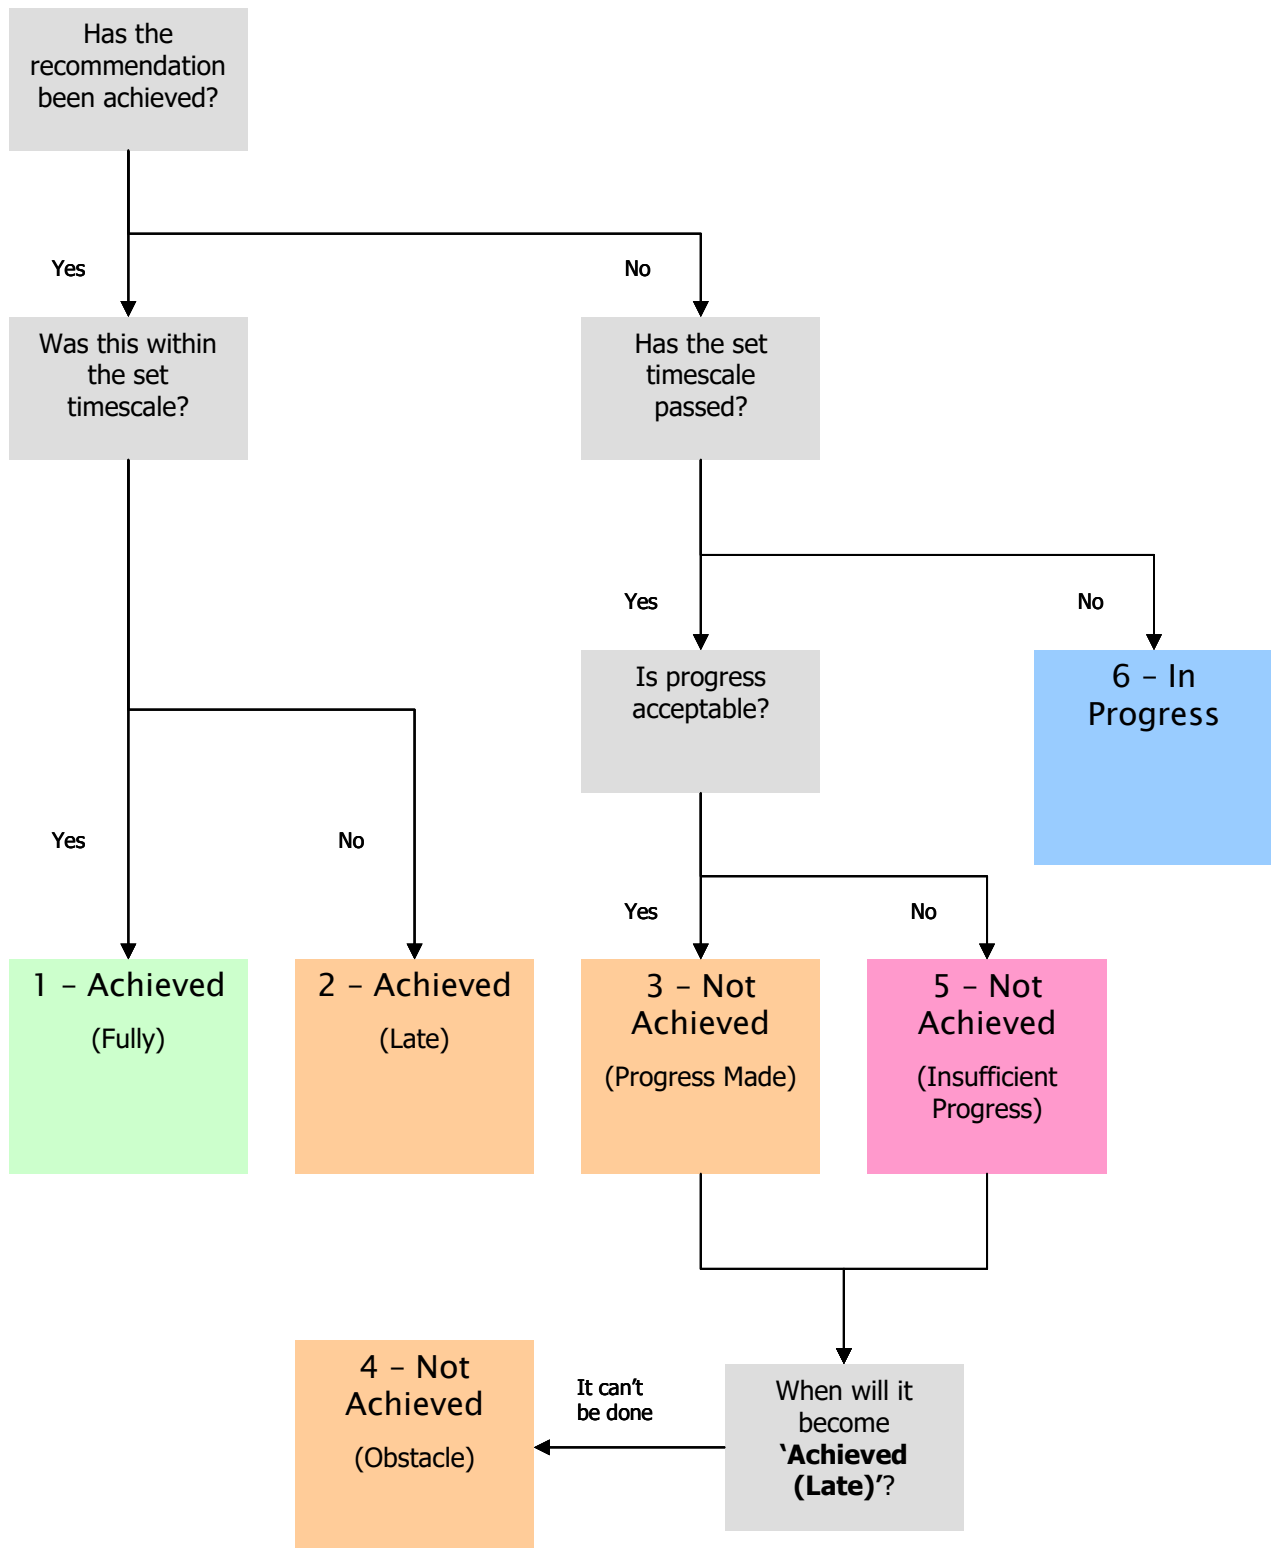 Has the
recommendation
been achieved?
Yes
No
Was this within
the set
timescale?
Has the set
timescale
passed?
Yes
No
Is progress
acceptable?
6 – In
Progress
Yes
No
Yes
No
1 – Achieved
(Fully)
2 – Achieved
(Late)
3 – Not
Achieved
(Progress Made)
5 – Not
Achieved
(Insufficient
Progress)
4 – Not
Achieved
(Obstacle)
It can’t
be done
When will it
become
‘Achieved
(Late)’?